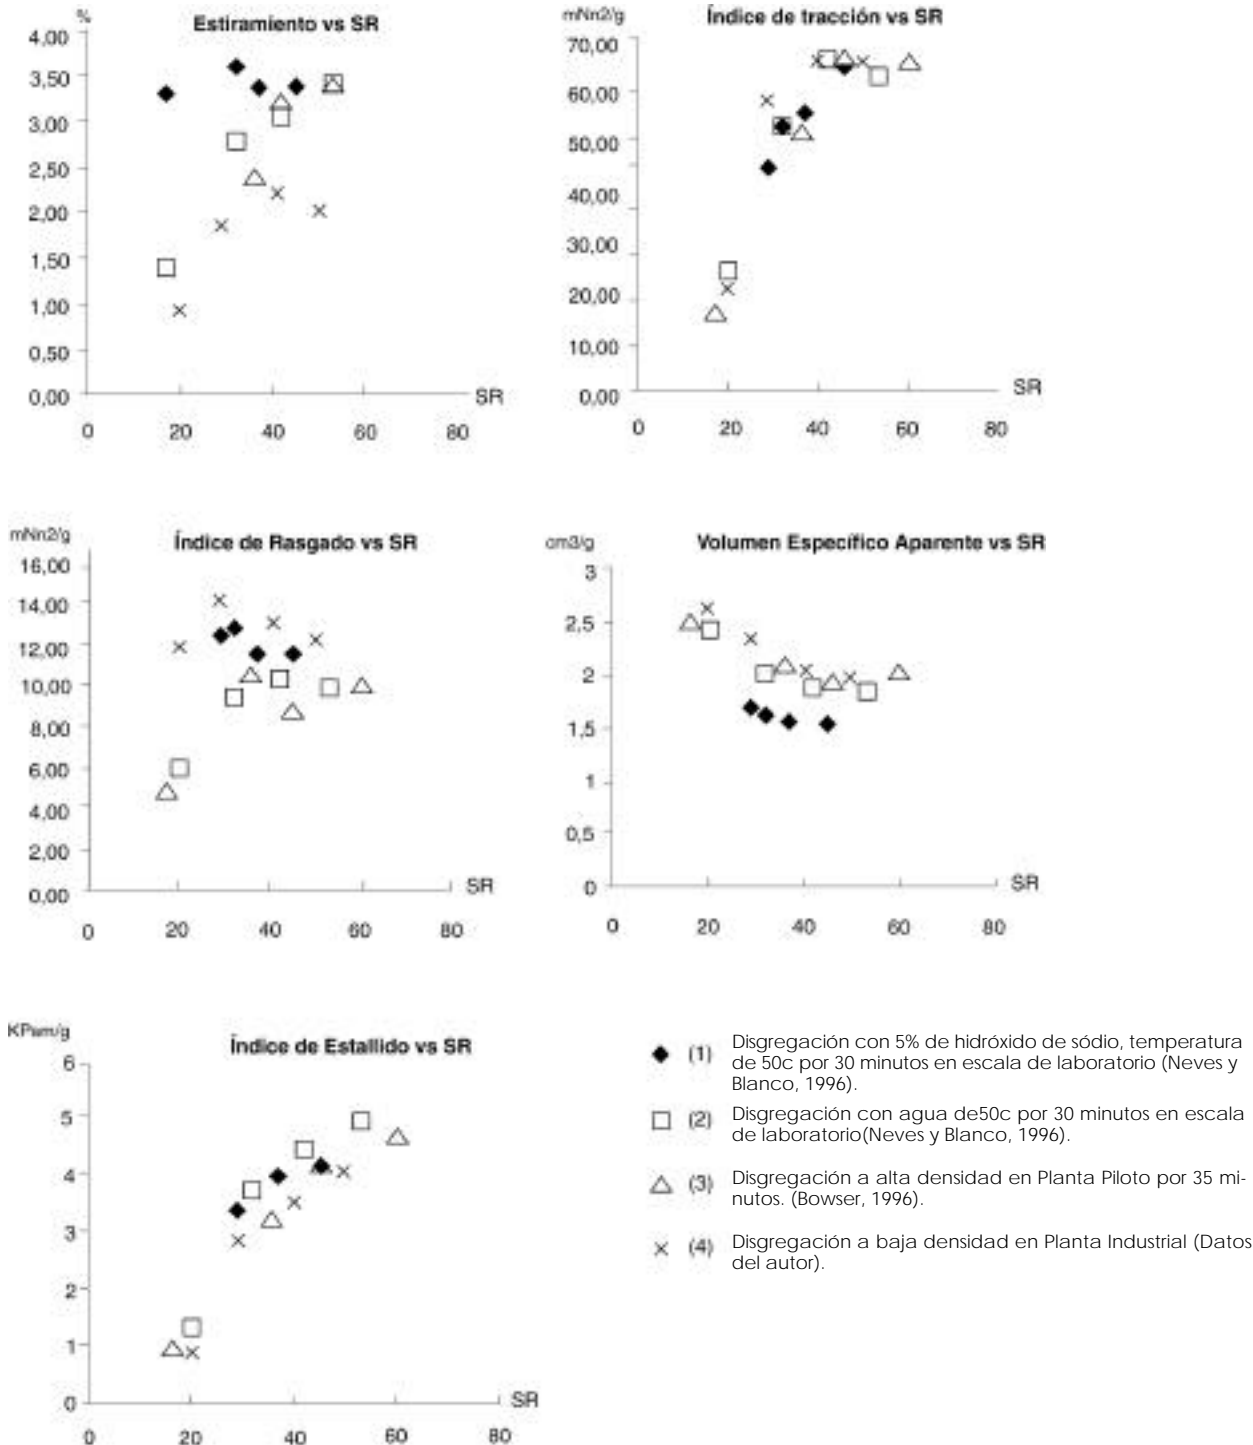 %
Estiramiento vs SR
4,00
3,50
3,00
2,50
2,00
1,50
1,00
0,50
0,00
SR
0 20 40 60 80
mNn2/g
Índice de tracción vs SR
70,00
60,00
50,00
40,00
30,00
20,00
10,00
0,00
SR
0 20 40 60 80
mNn2/g
Índice de Rasgado vs SR
16,00
14,00
12,00
10,00
8,00
6,00
4,00
2,00
0,00
SR
0 20 40 60 80
cm3/g
Volumen Específico Aparente vs SR
3
2,5
2
1,5
1
0,5
0
SR
0 20 40 60 80
Índice de Estallido vs SR
6
5
4
3
2
1
0
SR
0 20 40 60 80
(1) Disgregación con 5% de hidróxido de sódio, temperatura
de 50c por 30 minutos en escala de laboratorio (Neves y
Blanco, 1996).
(2) Disgregación con agua de50c por 30 minutos en escala
de laboratorio(Neves y Blanco, 1996).
(3) Disgregación a alta densidad en Planta Piloto por 35 mi-
nutos. (Bowser, 1996).
(4) Disgregación a baja densidad en Planta Industrial (Datos
del autor).